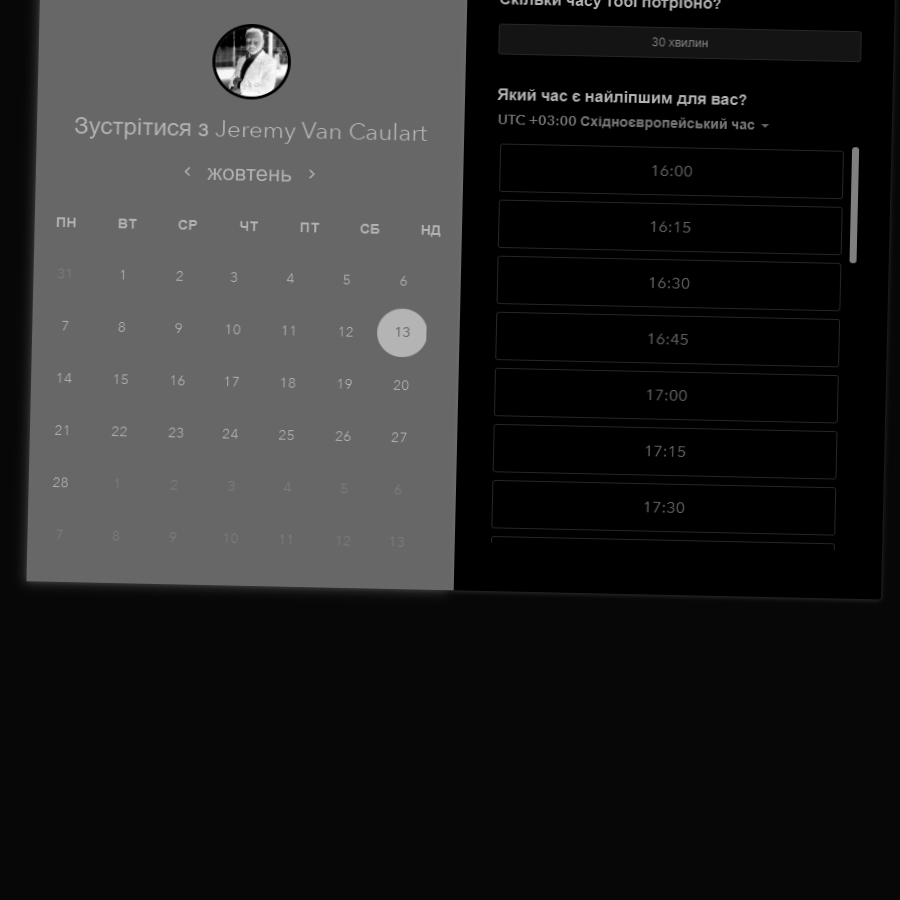 Зустрітися з Jeremy Van Caulart
‹ жовтень ›
ПН ВТ СР ЧТ ПТ СБ НД
31 1 2 3 4 5 6
7 8 9 10 11 12 13
14 15 16 17 18 19 20
21 22 23 24 25 26 27
28 1 2 3 4 5 6
7 8 9 10 11 12 13
Скільки часу тобі потрібно?
30 хвилин
Який час є найліпшим для вас?
UTC +03:00 Східноєвропейський час
16:00
16:15
16:30
16:45
17:00
17:15
17:30